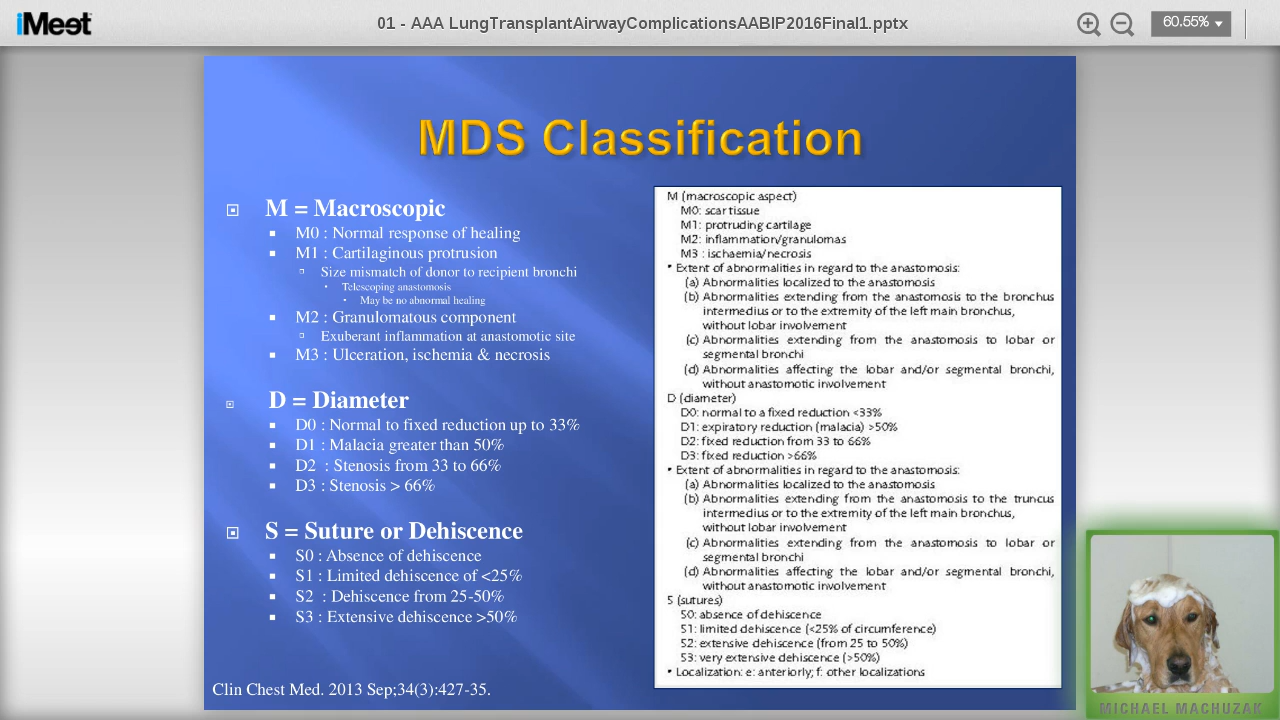 iMeet
01 - AAA LungTransplantAirwayComplicationsAABIP2016Final1.pptx
60.55%
MDS Classification
M = Macroscopic
M0 : Normal response of healing
M1 : Cartilaginous protrusion
Size mismatch of donor to recipient bronchi
Telescoping anastomosis
May be no abnormal healing
M2 : Granulomatous component
Exuberant inflammation at anastomotic site
M3 : Ulceration, ischemia & necrosis
D = Diameter
D0 : Normal to fixed reduction up to 33%
D1 : Malacia greater than 50%
D2 : Stenosis from 33 to 66%
D3 : Stenosis > 66%
S = Suture or Dehiscence
S0 : Absence of dehiscence
S1 : Limited dehiscence of <25%
S2 : Dehiscence from 25-50%
S3 : Extensive dehiscence >50%
Clin Chest Med. 2013 Sep;34(3):427-35.
M (macroscopic aspect)
M0: scar tissue
M1: protruding cartilage
M2: inflammation/granulomas
M3 : ischaemia/necrosis
* Extent of abnormalities in regard to the anastomosis:
(a) Abnormalities localized to the anastomosis
(b) Abnormalities extending from the anastomosis to the bronchus
intermedius or to the extremity of the left main bronchus,
without lobar involvement
(c) Abnormalities extending from the anastomosis to lobar or
segmental bronchi
(d) Abnormalities affecting the lobar and/or segmental bronchi,
without anastomotic involvement
D (diameter)
D0: normal to a fixed reduction <33%
D1: expiratory reduction (malacia) >50%
D2: fixed reduction from 33 to 66%
D3: fixed reduction >66%
* Extent of abnormalities in regard to the anastomosis:
(a) Abnormalities localized to the anastomosis
(b) Abnormalities extending from the anastomosis to the truncus
intermedius or to the extremity of the left main bronchus,
without lobar involvement
(c) Abnormalities extending from the anastomosis to lobar or
segmental bronchi
(d) Abnormalities affecting the lobar and/or segmental bronchi,
without anastomotic involvement
S (sutures)
S0: absence of dehiscence
S1: limited dehiscence (<25% of circumference)
S2: extensive dehiscence (from 25 to 50%)
S3: very extensive dehiscence (>50%)
* Localization: e: anteriorly; f: other localizations
MICHAEL MACHUZAK